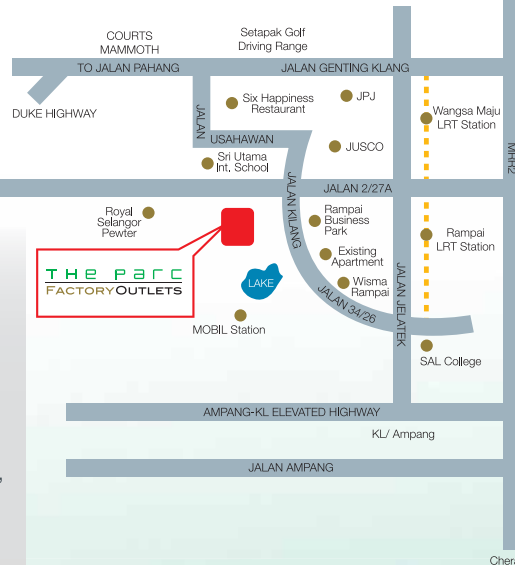 COURTS
MAMMOTH
Setapak Golf
Driving Range
TO JALAN PAHANG
JALAN GENTING KLANG
DUKE HIGHWAY
JALAN
USAHAWAN
Six Happiness
Restaurant
JPJ
Wangsa Maju
LRT Station
JUSCO
MRR2
Sri Utama
Int. School
JALAN KILANG
JALAN 2/27A
Royal
Selangor
Pewter
Rampai
Business
Park
Rampai
LRT Station
THE PARC
FACTORY OUTLETS
Existing
Apartment
LAKE
Wisma
Rampai
JALAN 34/26
JALAN JELATEK
MOBIL Station
SAL College
AMPANG-KL ELEVATED HIGHWAY
KL/ Ampang
JALAN AMPANG